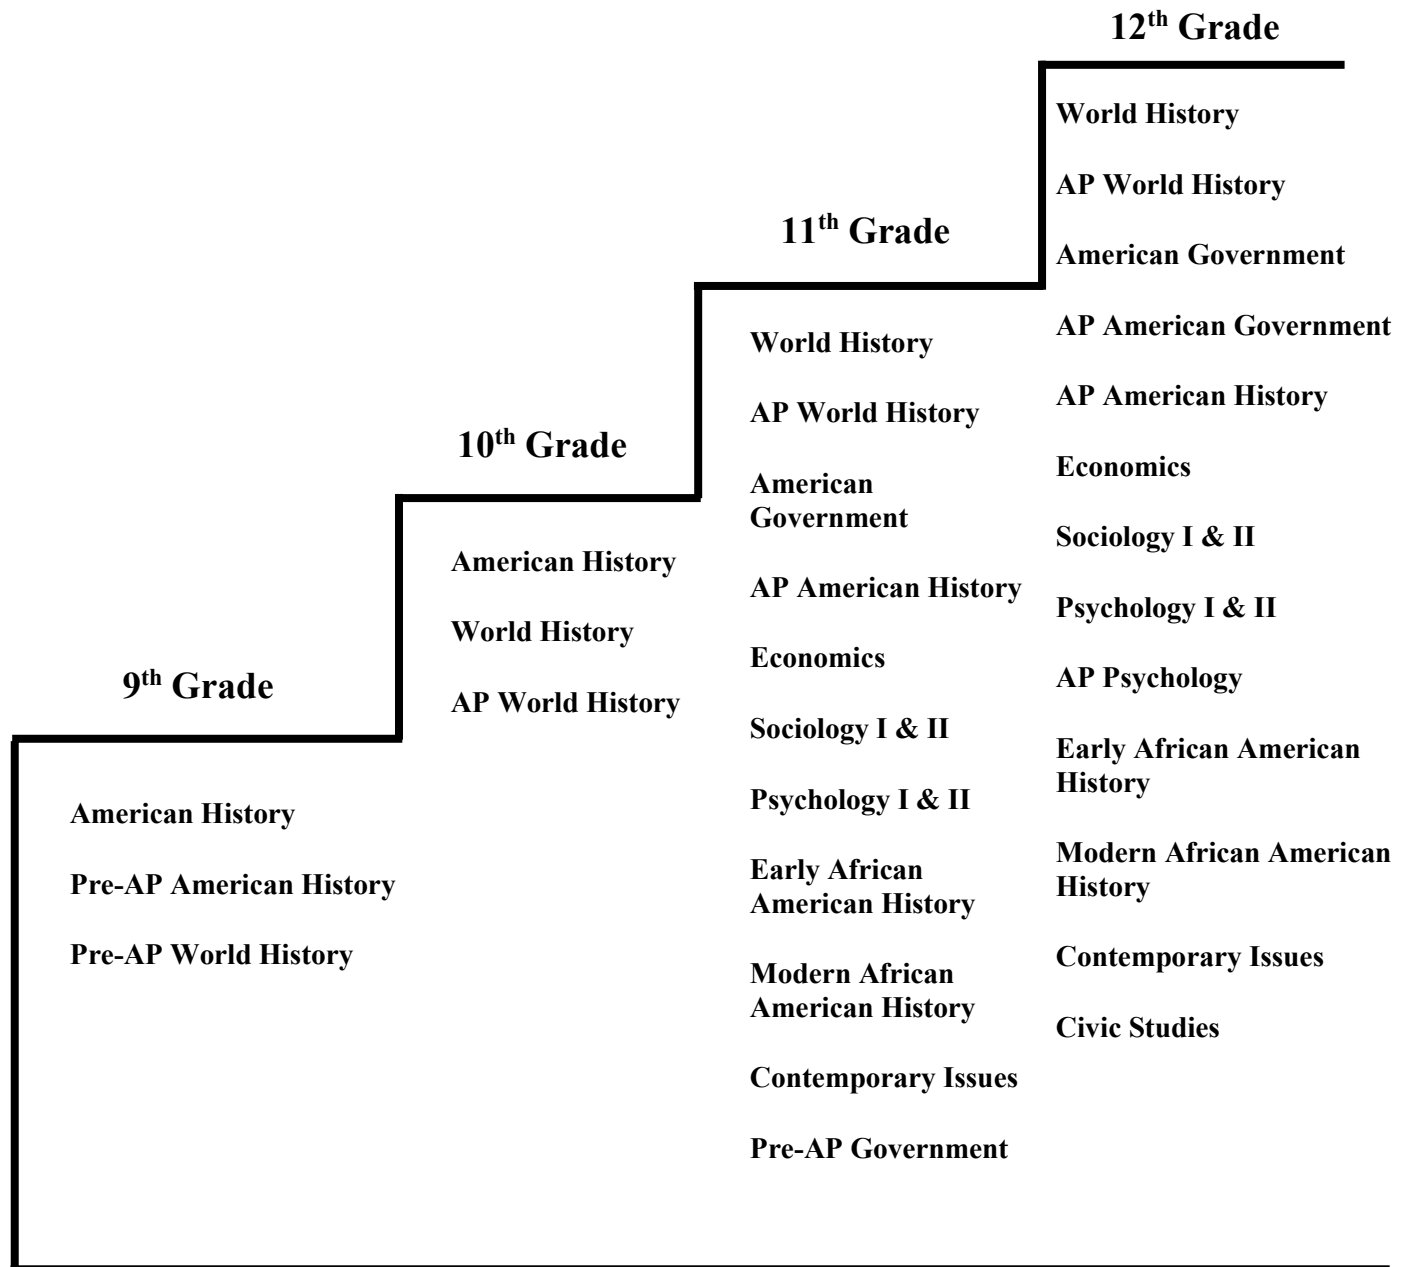 9th Grade
American History
Pre-AP American History
Pre-AP World History
10th Grade
American History
World History
AP World History
11th Grade
World History
AP World History
American
Government
AP American History
Economics
Sociology I & II
Psychology I & II
Early African
American History
Modern African
American History
Contemporary Issues
Pre-AP Government
12th Grade
World History
AP World History
American Government
AP American Government
AP American History
Economics
Sociology I & II
Psychology I & II
AP Psychology
Early African American
History
Modern African American
History
Contemporary Issues
Civic Studies